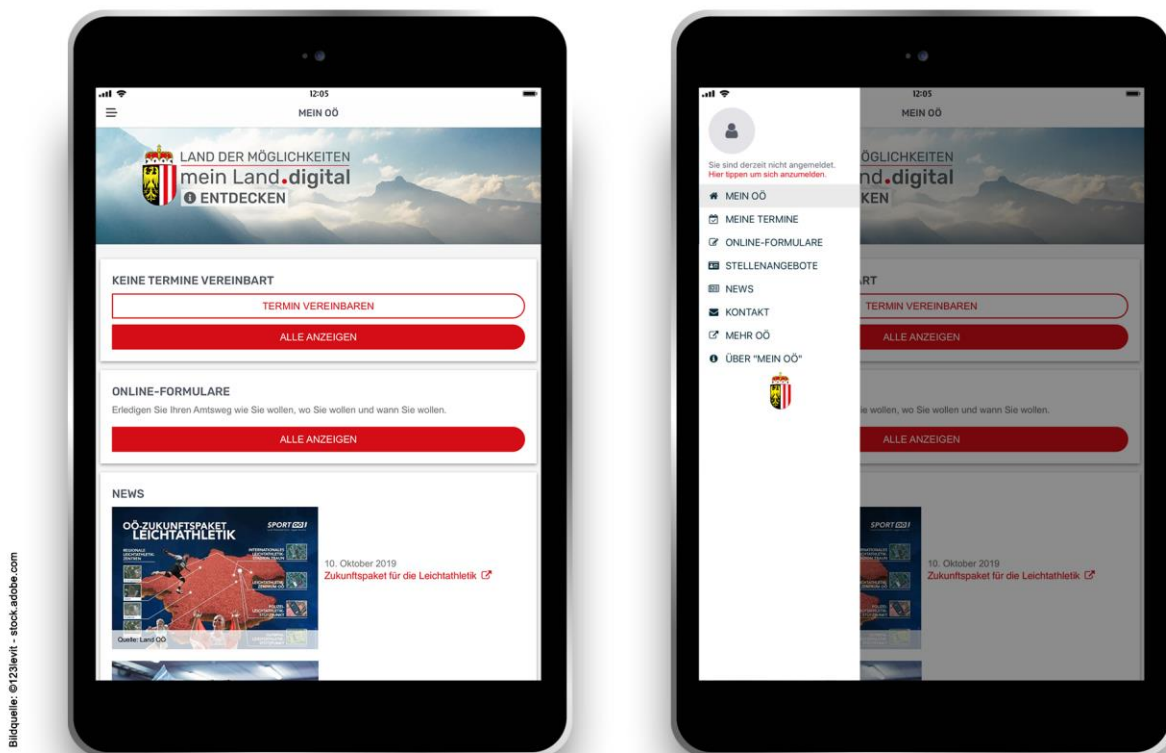 12:05
MEIN OÖ
LAND DER MÖGLICHKEITEN
mein Land.digital
ENTDECKEN
KEINE TERMINE VEREINBART
TERMIN VEREINBAREN
ALLE ANZEIGEN
ONLINE-FORMULARE
Erledigen Sie Ihren Amtsweg wie Sie wollen, wo Sie wollen und wann Sie wollen.
ALLE ANZEIGEN
NEWS
OÖ-ZUKUNFTSPAKET
LEICHTATHLETIK
SPORT
REGIONALE
LEICHTATHLETIK-
ZENTREN
INTERNATIONALES
Quelle: Land OÖ
10. Oktober 2019
Zukunftspaket für die Leichtathletik
12:05
MEIN OÖ
Sie sind derzeit nicht angemeldet.
Hier tippen um sich anzumelden.
MEIN OÖ
MEINE TERMINE
ONLINE-FORMULARE
STELLENANGEBOTE
NEWS
KONTAKT
MEHR OÖ
ÜBER "MEIN OÖ"
ÖGLICHKEITEN
nd.digital
KEN
RT
TERMIN VEREINBAREN
ALLE ANZEIGEN
ie wollen, wo Sie wollen und wann Sie wollen.
ALLE ANZEIGEN
SPORT
10. Oktober 2019
Zukunftspaket für die Leichtathletik
Bildquelle: ©123levit - stock.adobe.com